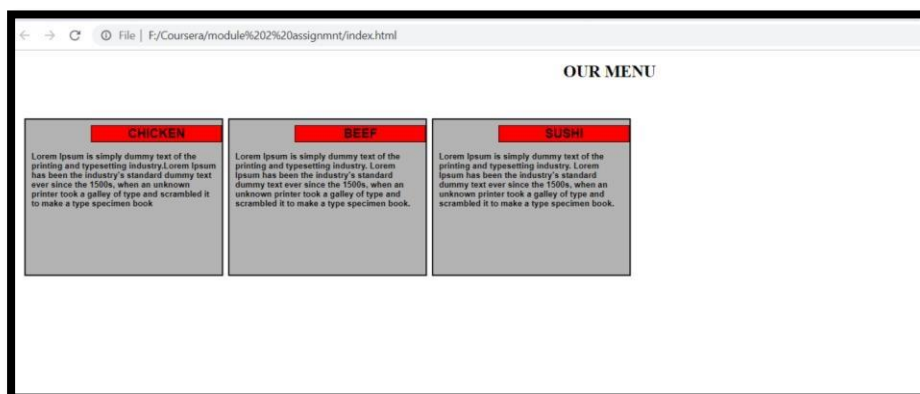 File | F:/Coursera/module%202%20assignmnt/index.html
OUR MENU
CHICKEN
Lorem Ipsum is simply dummy text of the
printing and typesetting industry.Lorem Ipsum
has been the industry's standard dummy text
ever since the 1500s, when an unknown
printer took a galley of type and scrambled it
to make a type specimen book
BEEF
Lorem Ipsum is simply dummy text of the
printing and typesetting industry. Lorem
Ipsum has been the industry's standard
dummy text ever since the 1500s, when an
unknown printer took a galley of type and
scrambled it to make a type specimen book.
SUSHI
Lorem Ipsum is simply dummy text of the
printing and typesetting industry. Lorem
Ipsum has been the industry's standard
dummy text ever since the 1500s, when an
unknown printer took a galley of type and
scrambled it to make a type specimen book.